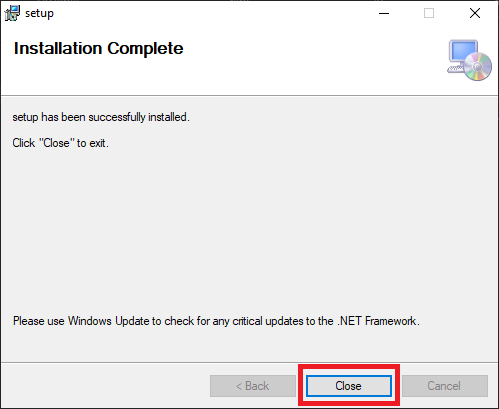 setup
Installation Complete
setup has been successfully installed.
Click "Close" to exit.
Please use Windows Update to check for any critical updates to the .NET Framework.
< Back
Close
Cancel